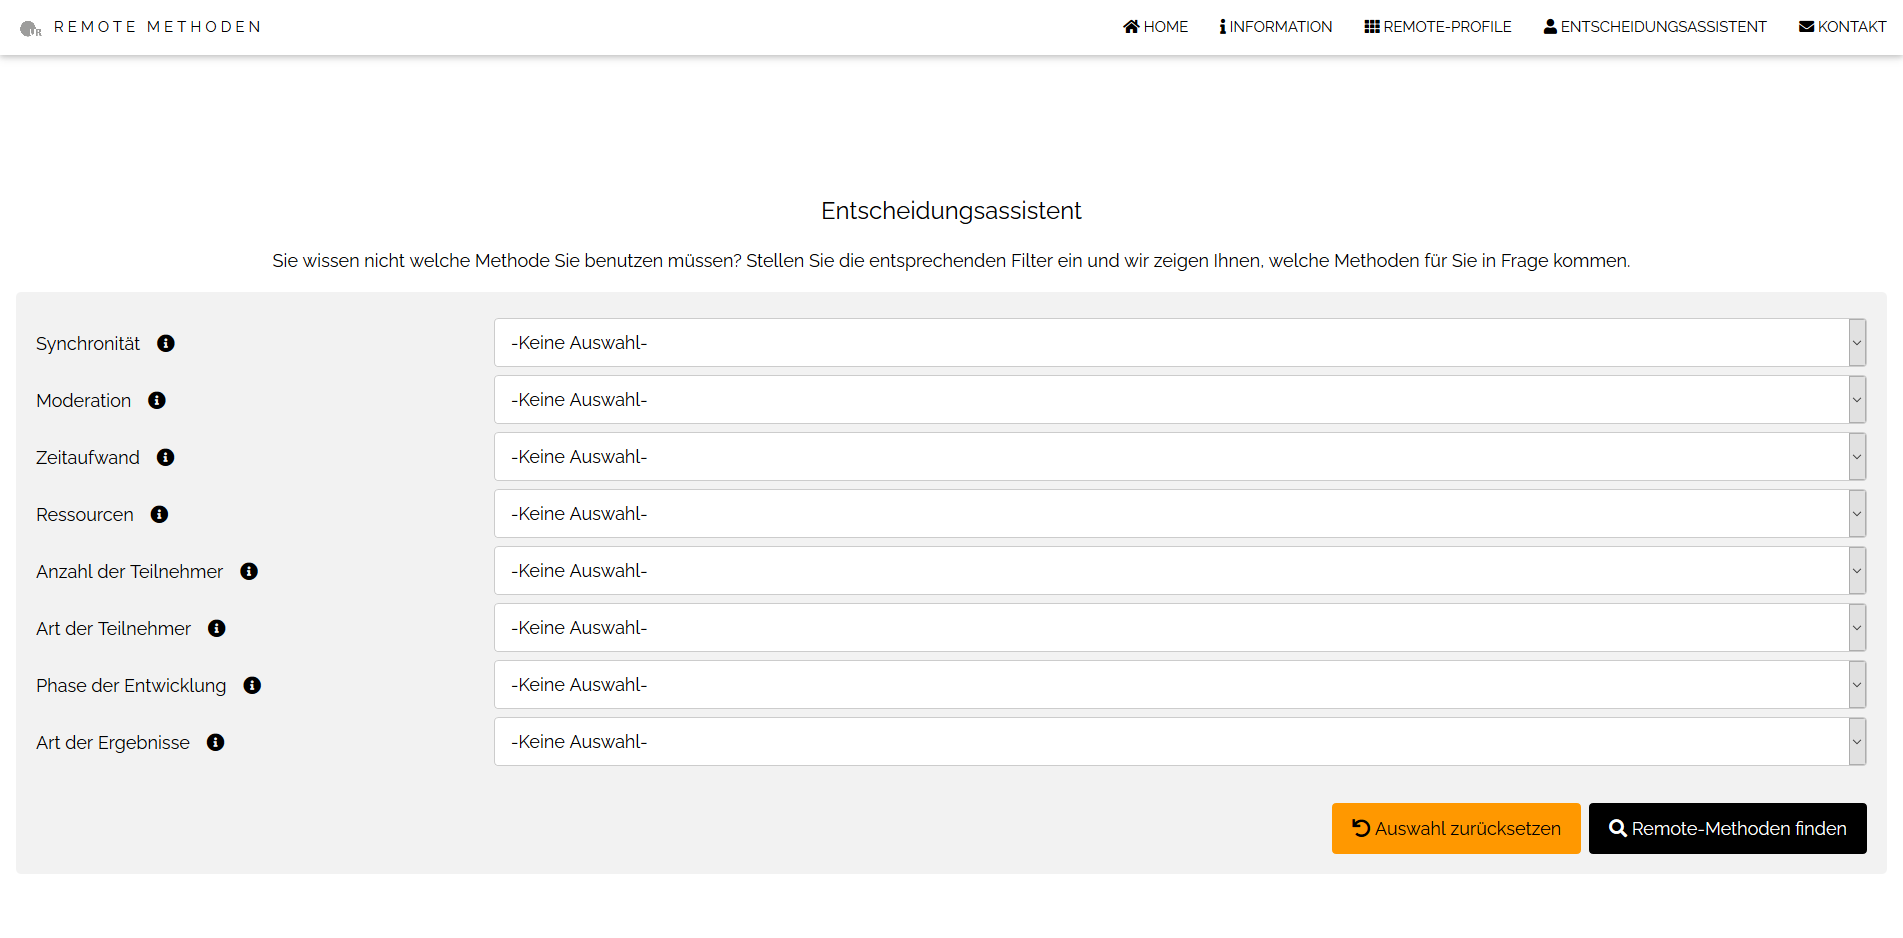 UR REMOTE METHODEN HOME INFORMATION REMOTE-PROFILE ENTSCHEIDUNGSASSISTENT KONTAKT
Entscheidungsassistent
Sie wissen nicht welche Methode Sie benutzen müssen? Stellen Sie die entsprechenden Filter ein und wir zeigen Ihnen, welche Methoden für Sie in Frage kommen.
Synchronität -Keine Auswahl-
Moderation -Keine Auswahl-
Zeitaufwand -Keine Auswahl-
Ressourcen -Keine Auswahl-
Anzahl der Teilnehmer -Keine Auswahl-
Art der Teilnehmer -Keine Auswahl-
Phase der Entwicklung -Keine Auswahl-
Art der Ergebnisse -Keine Auswahl-
Auswahl zurücksetzen Remote-Methoden finden